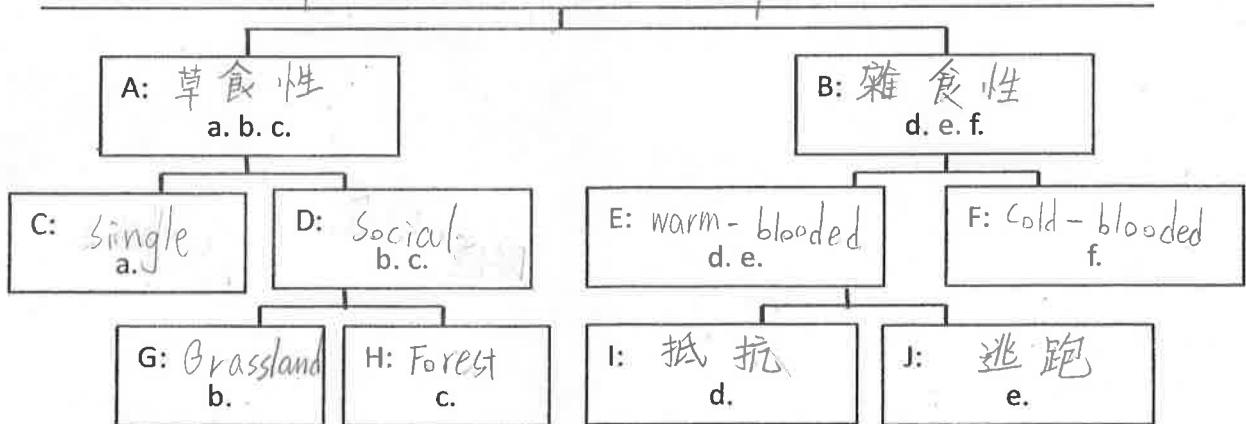 A: 草食性
a. b. c.
B: 雜食性
d. e. f.
C: Single
a.
D: Social
b. c.
E: warm-blooded
d. e.
F: Cold-blooded
f.
G: Grassland
b.
H: Forest
c.
I: 抵抗
d.
J: 逃跑
e.